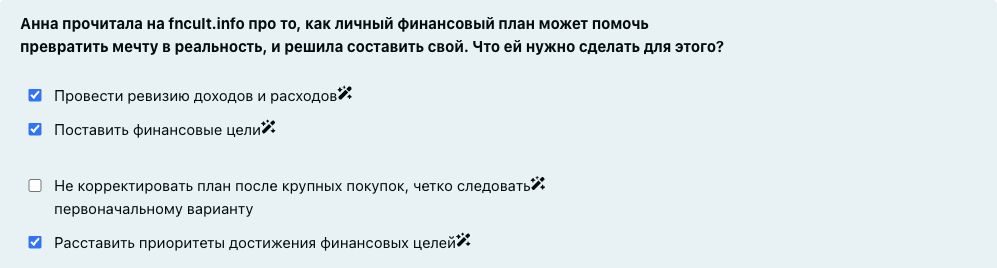 Анна прочитала на fncult.info про то, как личный финансовый план может помочь
превратить мечту в реальность, и решила составить свой. Что ей нужно сделать для этого?
Провести ревизию доходов и расходов
Поставить финансовые цели
Не корректировать план после крупных покупок, четко следовать
первоначальному варианту
Расставить приоритеты достижения финансовых целей